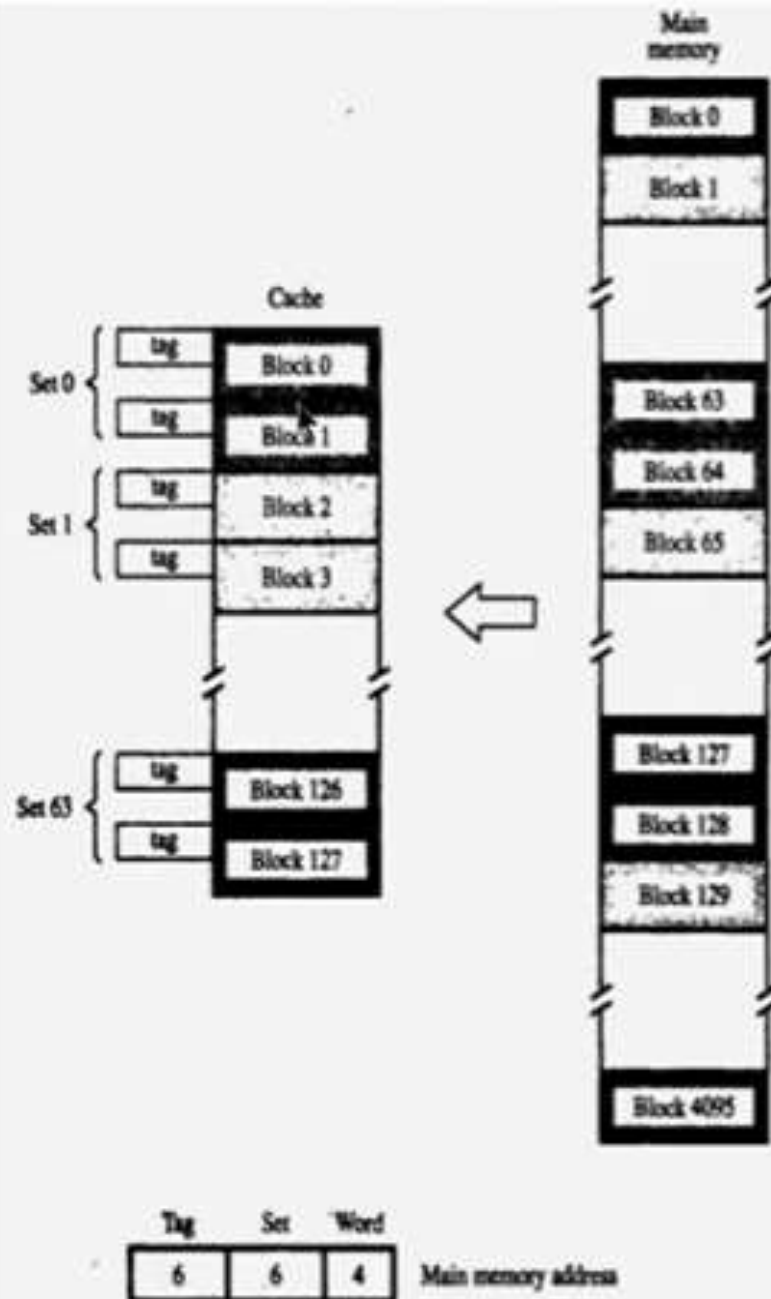 Main
memory
Block 0
Block 1
Block 63
Block 64
Block 65
Block 127
Block 128
Block 129
Block 4095
Cache
Set 0
tag
Block 0
tag
Block 1
Set 1
tag
Block 2
tag
Block 3
Set 63
tag
Block 126
tag
Block 127
Tag Set Word
6 6 4 Main memory address